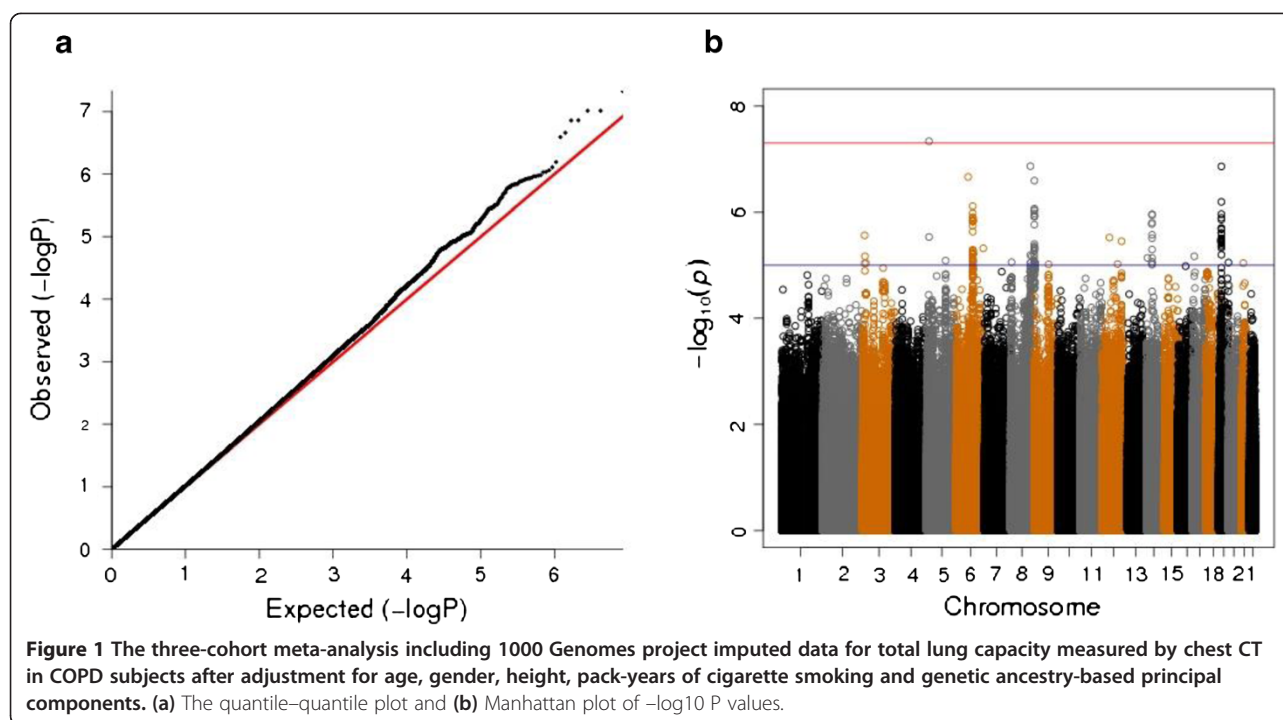 a
b
7
6
5
4
3
2
1
0
Observed (-logP)
0 1 2 3 4 5 6
Expected (-logP)
8
6
4
2
0
-log10(p)
1 2 3 4 5 6 7 8 9 11 13 15 18 21
Chromosome
Figure 1 The three-cohort meta-analysis including 1000 Genomes project imputed data for total lung capacity measured by chest CT
in COPD subjects after adjustment for age, gender, height, pack-years of cigarette smoking and genetic ancestry-based principal
components. (a) The quantile–quantile plot and (b) Manhattan plot of –log10 P values.